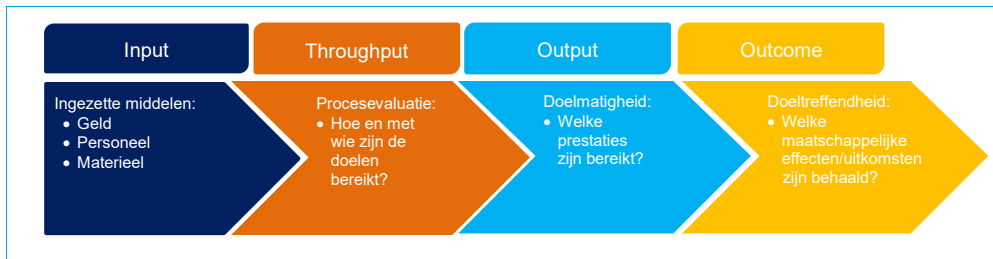 Input
Throughput
Output
Outcome
Ingezette middelen:
• Geld
• Personeel
• Materieel
Procesevaluatie:
• Hoe en met
wie zijn de
doelen
bereikt?
Doelmatigheid:
• Welke
prestaties
zijn bereikt?
Doeltreffendheid:
• Welke
maatschappelijke
effecten/uitkomsten
zijn behaald?